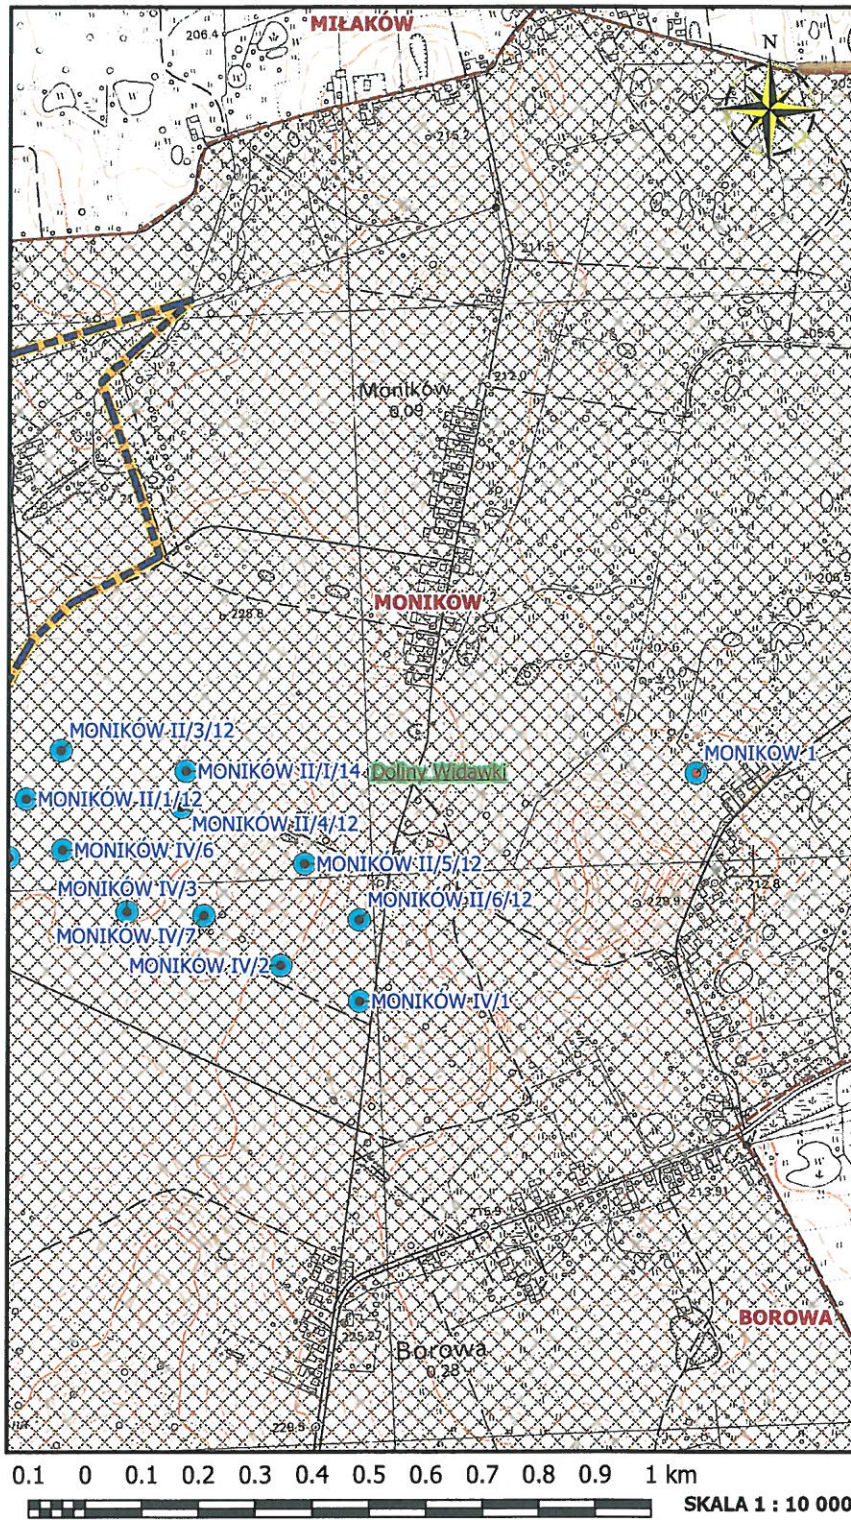 MIŁAKÓW
206.4
N
215.2
211.5
205.5
212.0
Moników
0,09
MONIKÓW
228.8
207.6
206.5
MONIKÓW II/3/12
MONIKÓW II/I/14
Doliny Widawki
MONIKÓW 1
MONIKÓW II/1/12
MONIKÓW II/4/12
MONIKÓW IV/6
MONIKÓW II/5/12
MONIKÓW IV/3
229.9
212.8
MONIKÓW II/6/12
MONIKÓW IV/7
MONIKÓW IV/2
MONIKÓW IV/1
215.9
213.91
BOROWA
225.27
Borowa
0,23
229.5
0.1 0 0.1 0.2 0.3 0.4 0.5 0.6 0.7 0.8 0.9 1 km
SKALA 1 : 10 000